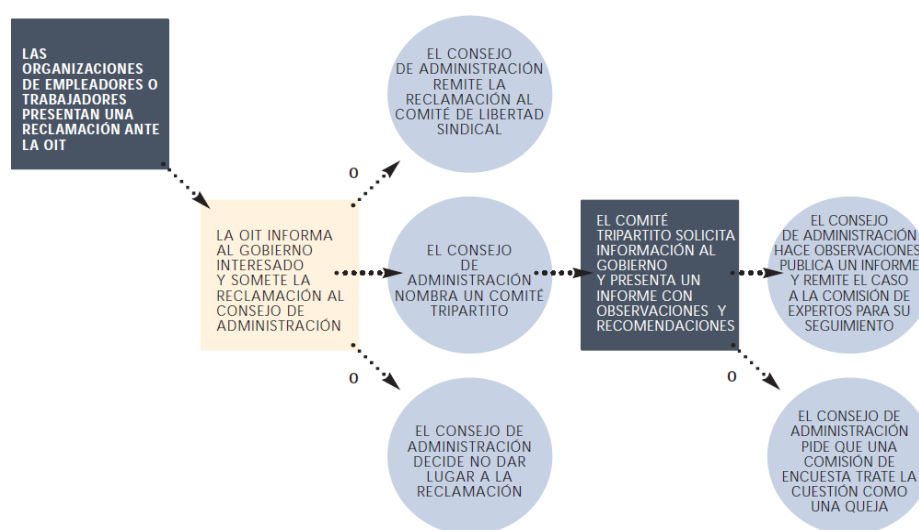 LAS
ORGANIZACIONES
DE EMPLEADORES O
TRABAJADORES
PRESENTAN UNA
RECLAMACIÓN ANTE
LA OIT
LA OIT INFORMA
AL GOBIERNO
INTERESADO
Y SOMETE LA
RECLAMACIÓN AL
CONSEJO DE
ADMINISTRACIÓN
O
EL CONSEJO
DE ADMINISTRACIÓN
REMITE LA
RECLAMACIÓN AL
COMITÉ DE LIBERTAD
SINDICAL
EL CONSEJO
DE
ADMINISTRACIÓN
NOMBRA UN COMITÉ
TRIPARTITO
O
EL CONSEJO DE
ADMINISTRACIÓN
DECIDE NO DAR
LUGAR A LA
RECLAMACIÓN
EL COMITÉ
TRIPARTITO SOLICITA
INFORMACIÓN AL
GOBIERNO
Y PRESENTA UN
INFORME CON
OBSERVACIONES Y
RECOMENDACIONES
EL CONSEJO
DE ADMINISTRACIÓN
HACE OBSERVACIONES
PUBLICA UN INFORME
Y REMITE EL CASO
A LA COMISIÓN DE
EXPERTOS PARA SU
SEGUIMIENTO
O
EL CONSEJO DE
ADMINISTRACIÓN
PIDE QUE UNA
COMISIÓN DE
ENCUESTA TRATE LA
CUESTIÓN COMO
UNA QUEJA